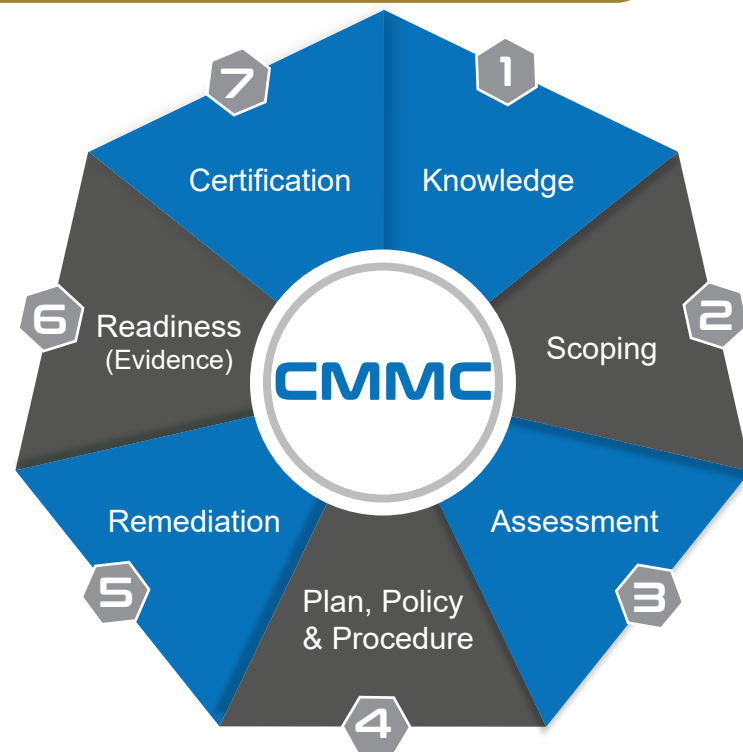 1
Knowledge
2
Scoping
3
Assessment
4
Plan, Policy
& Procedure
5
Remediation
6
Readiness
(Evidence)
7
Certification
CMMC